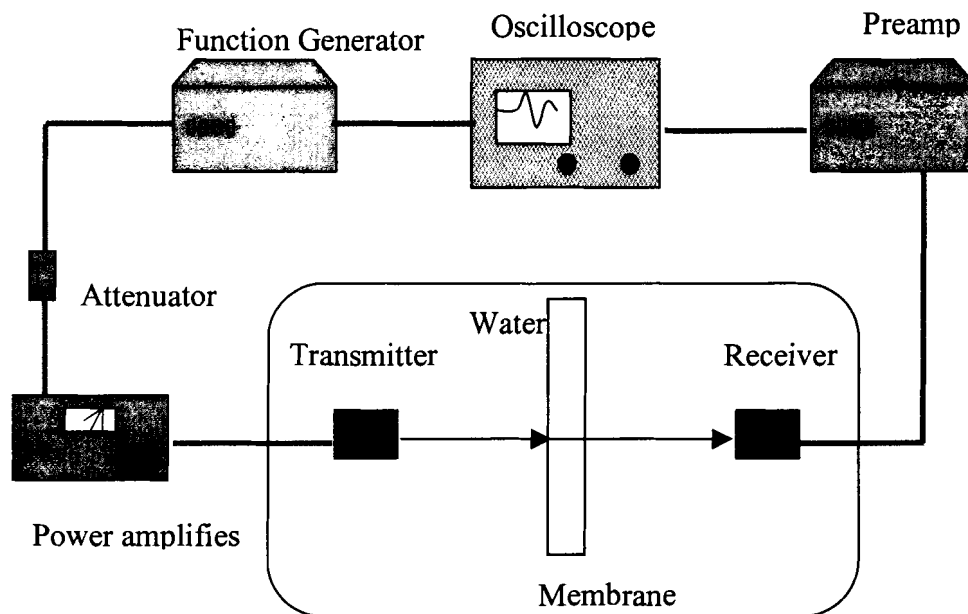 Function Generator
Oscilloscope
Preamp
Attenuator
Water
Transmitter
Receiver
Power amplifies
Membrane